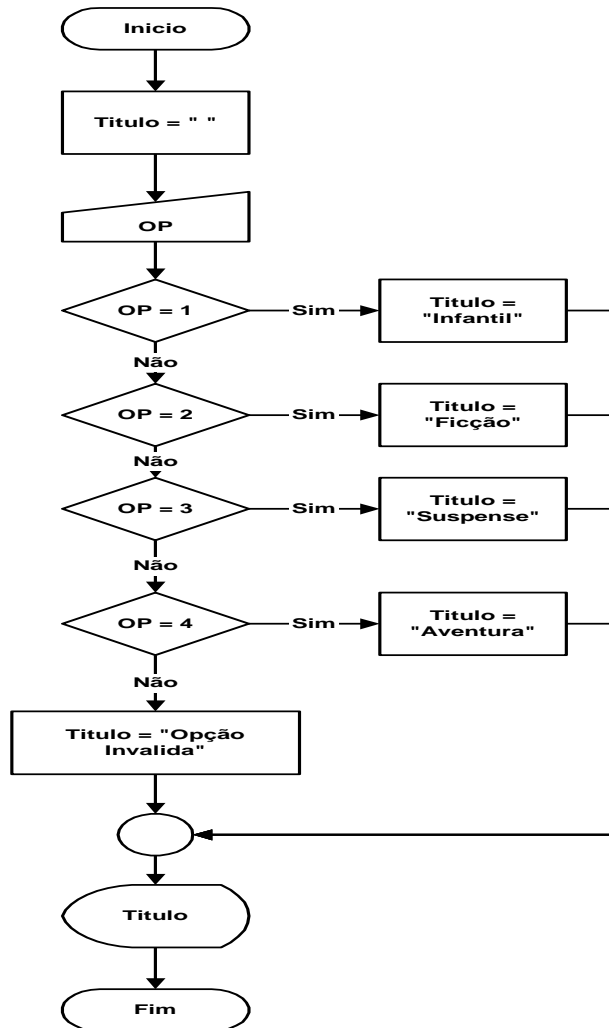 Inicio
Titulo = " "
OP
OP = 1
Sim
Titulo =
"Infantil"
Não
OP = 2
Sim
Titulo =
"Ficção"
Não
OP = 3
Sim
Titulo =
"Suspense"
Não
OP = 4
Sim
Titulo =
"Aventura"
Não
Titulo = "Opção
Invalida"
Titulo
Fim